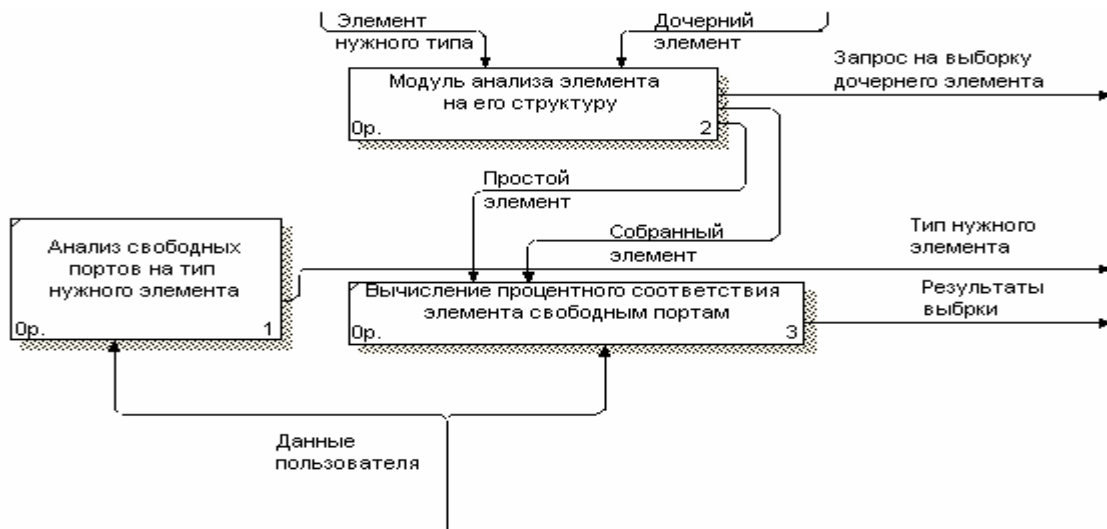 Элемент
нужного типа
Дочерний
элемент
Запрос на выборку
дочернего элемента
Модуль анализа элемента
на его структуру
0р.
2
Простой
элемент
Собранный
элемент
Тип нужного
элемента
Анализ свободных
портов на тип
нужного элемента
0р.
1
Вычисление процентного соответствия
элемента свободным портам
0р.
3
Результаты
выбрки
Данные
пользователя